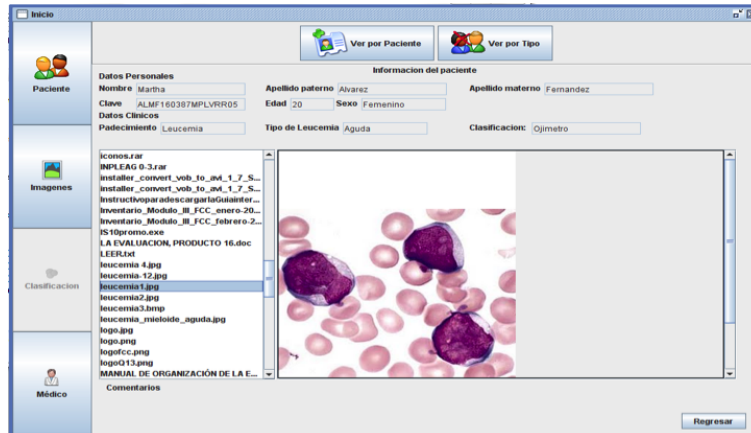 Inicio
Ver por Paciente
Ver por Tipo
Informacion del paciente
Datos Personales
Nombre Martha Apellido paterno Alvarez Apellido materno Fernandez
Clave ALMF160387MPLVRR05 Edad 20 Sexo Femenino
Datos Clinicos
Padecimiento Leucemia Tipo de Leucemia Aguda Clasificacion: Ojimetro
Paciente
Imagenes
Clasificacion
Médico
iconos.rar
INPLEAG 0-3.rar
installer_convert_vob_to_avi_1_7_S...
installer_convert_vob_to_avi_1_7_S...
InstructivoparadescargarlaGuiainter...
Inventario_Modulo_III_FCC_enero-20...
Inventario_Modulo_III_FCC_febrero-2...
IS10promo.exe
LA EVALUACION, PRODUCTO 16.doc
LEER.txt
leucemia 4.jpg
leucemia-12.jpg
leucemia1.jpg
leucemia2.jpg
leucemia3.bmp
leucemia_mieloide_aguda.jpg
logo.jpg
logo.png
logofcc.png
logoQ13.png
MANUAL DE ORGANIZACIÓN DE LA E...
Comentarios
Regresar